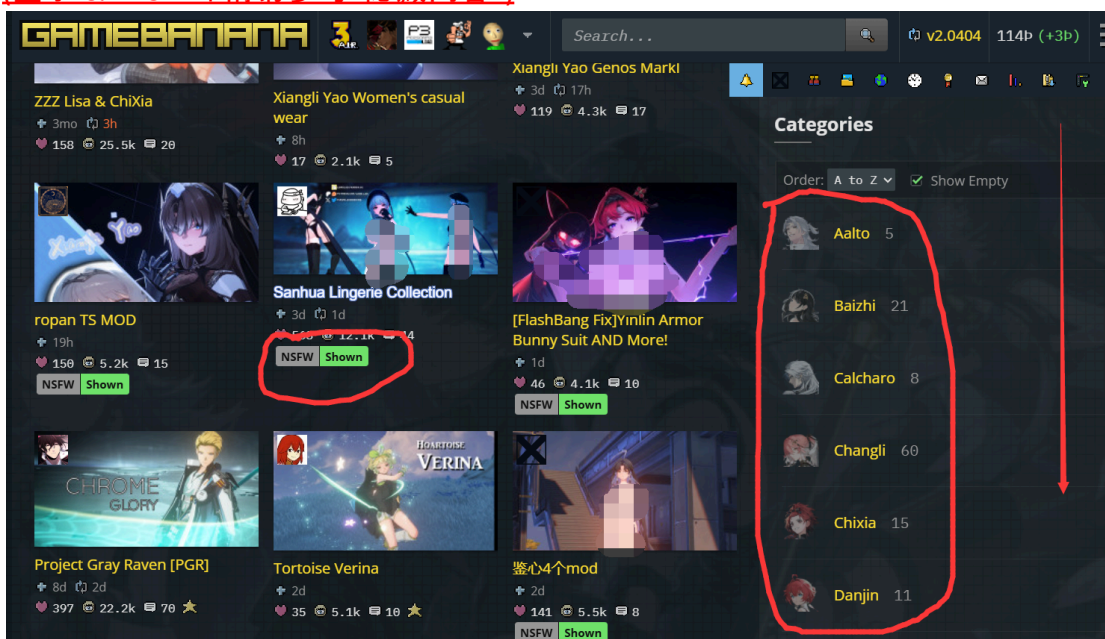 GAMEBANANA
Search...
v2.0404
114Þ (+3Þ)
ZZZ Lisa & ChiXia
3mo 3h
158 25.5k 20
Xiangli Yao Women's casual
wear
8h
17 2.1k 5
Xiangli Yao Genos MarkI
3d 17h
119 4.3k 17
ropan TS MOD
19h
150 5.2k 15
NSFW Shown
Sanhua Lingerie Collection
3d 1d
12.1k
NSFW Shown
[FlashBang Fix]Yinlin Armor
Bunny Suit AND More!
1d
46 4.1k 10
NSFW Shown
CHROME
GLORY
Project Gray Raven [PGR]
8d 2d
397 22.2k 70
HOARTOISE
VERINA
Tortoise Verina
2d
35 5.1k 10
鉴心4个mod
2d
141 5.5k 8
NSFW Shown
Categories
Order: A to Z Show Empty
Aalto 5
Baizhi 21
Calcharo 8
Changli 60
Chixia 15
Danjin 11